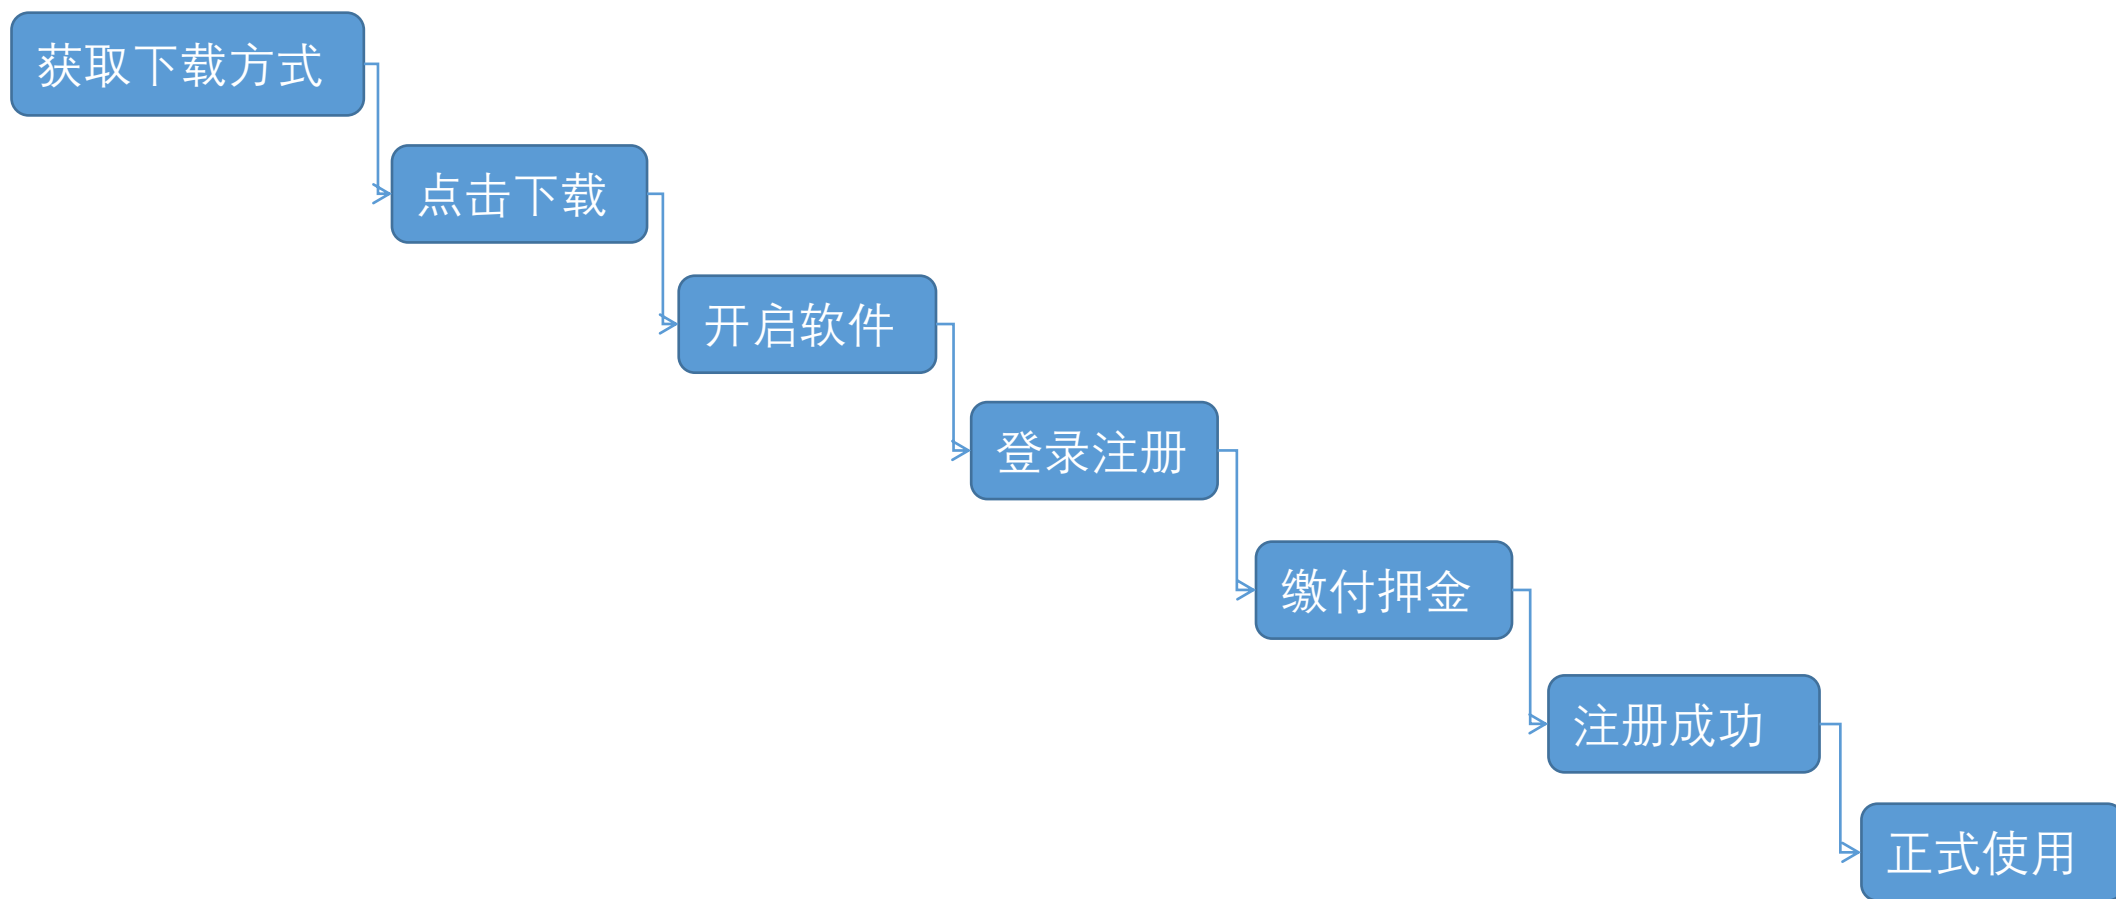 获取下载方式
点击下载
开启软件
登录注册
缴付押金
注册成功
正式使用